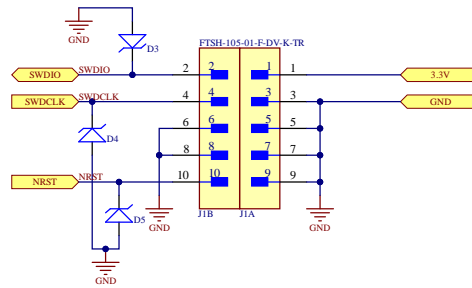 GND
D3
FTSH-105-01-F-DV-K-TR
SWDIO SWDIO 2 2 1 1 3.3V
SWDCLK SWDCLK 4 4 3 3 GND
D4
6 6 5 5
8 8 7 7
NRST NRST 10 10 9 9
D5
J1B J1A
GND GND
GND